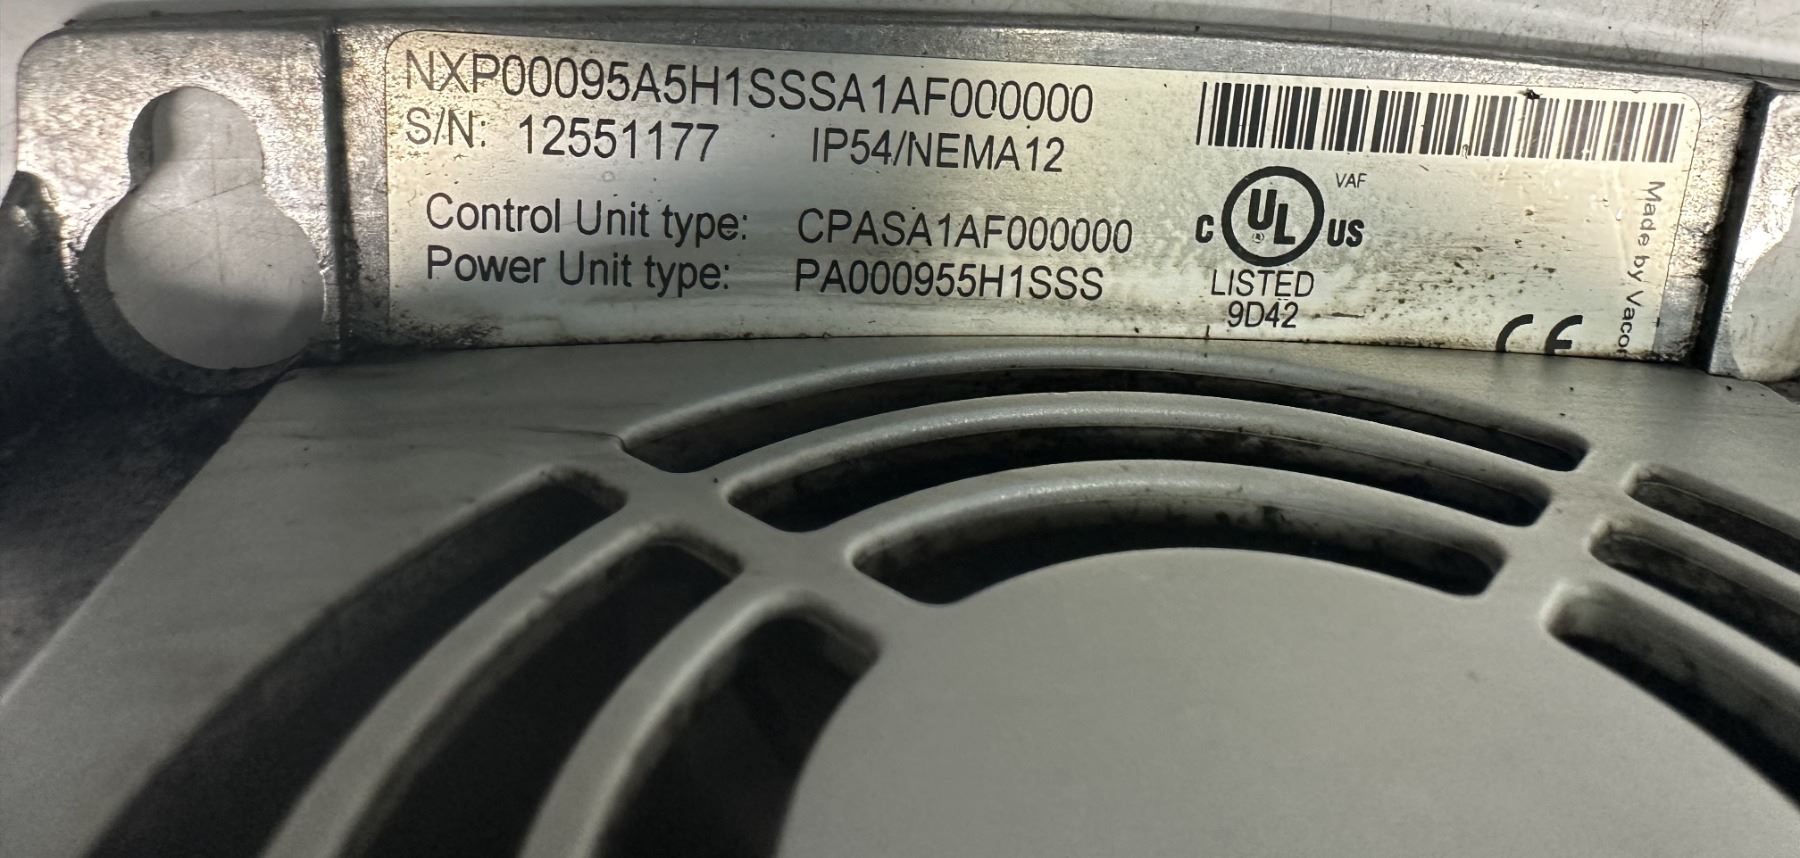 NXP00095A5H1SSSA1AF000000
S/N: 12551177 IP54/NEMA12
Control Unit type: CPASA1AF000000
Power Unit type: PA000955H1SSS
VAF
C UL US
LISTED
9D42
CE
Made by Vaco